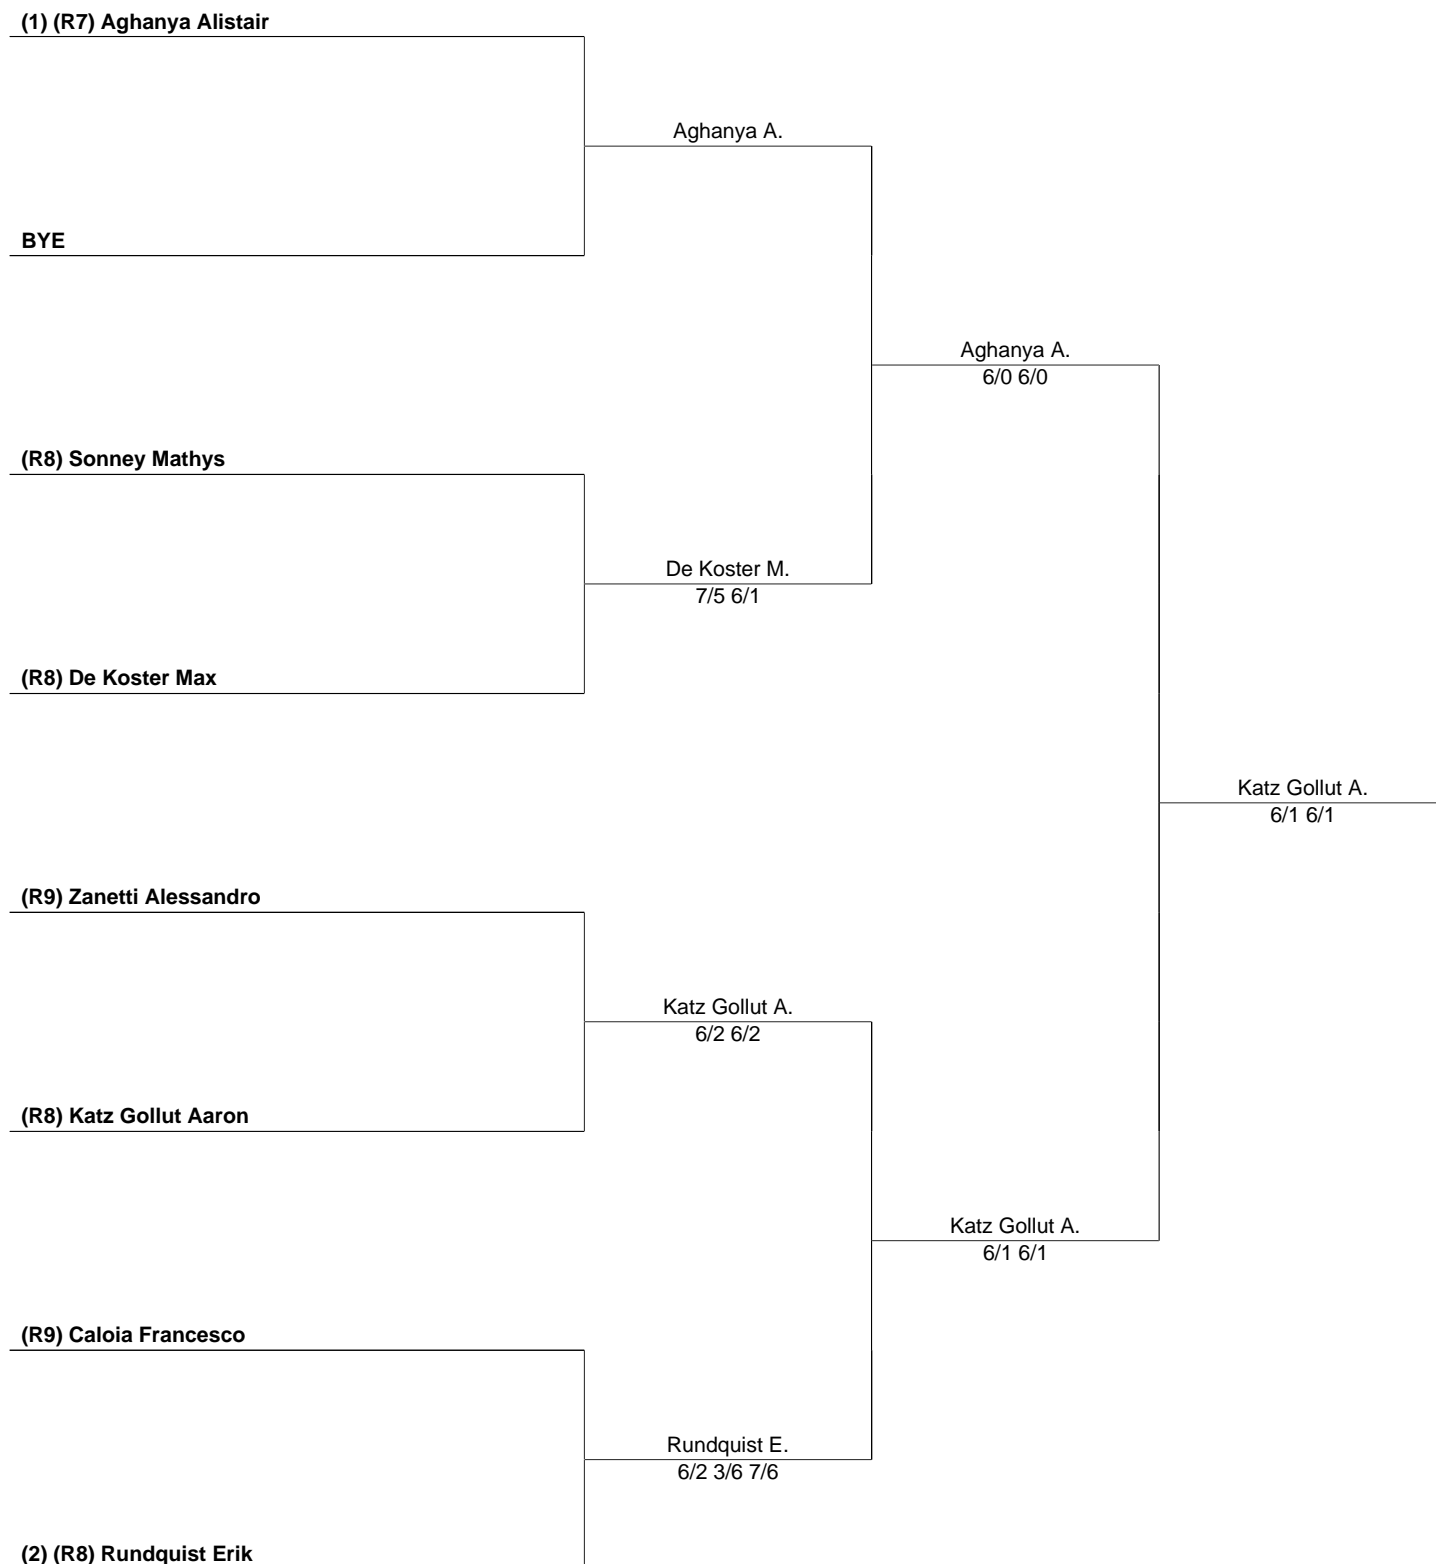 (1) (R7) Aghanya Alistair
Aghanya A.
BYE
Aghanya A.
6/0 6/0
(R8) Sonney Mathys
De Koster M.
7/5 6/1
(R8) De Koster Max
Katz Gollut A.
6/1 6/1
(R9) Zanetti Alessandro
Katz Gollut A.
6/2 6/2
(R8) Katz Gollut Aaron
Katz Gollut A.
6/1 6/1
(R9) Caloia Francesco
Rundquist E.
6/2 3/6 7/6
(2) (R8) Rundquist Erik